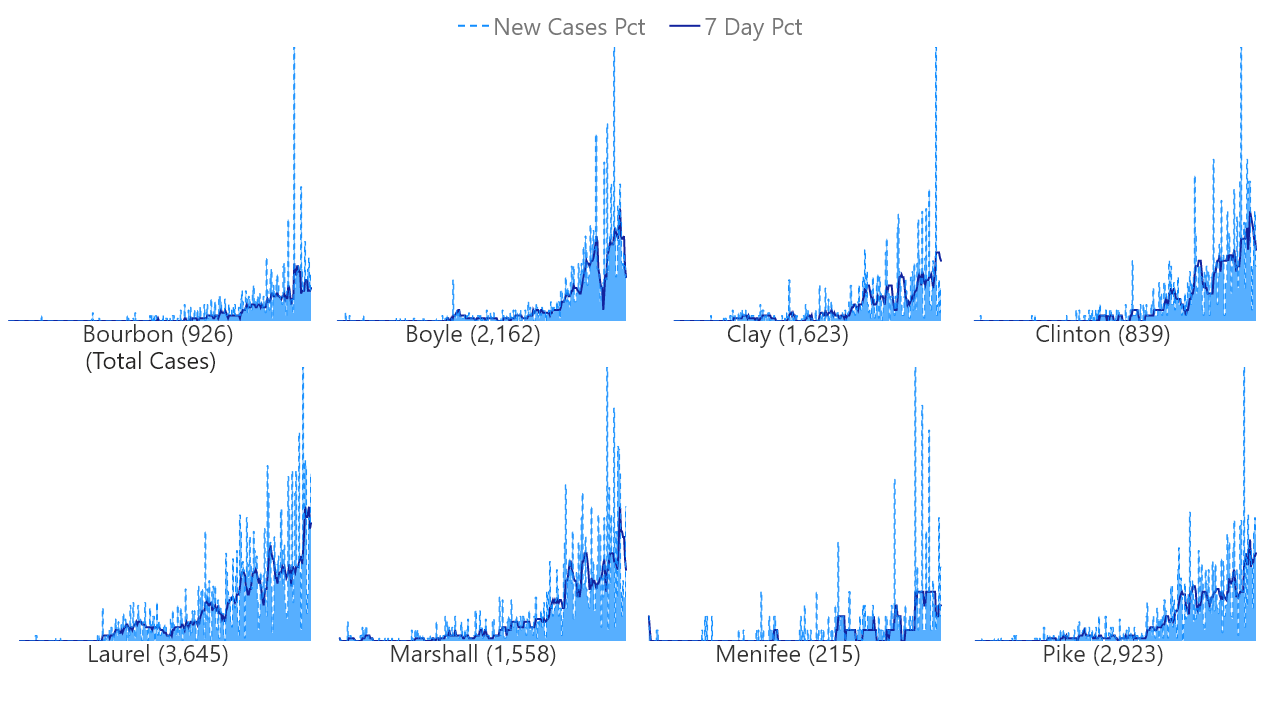 New Cases Pct 7 Day Pct
Bourbon (926) Boyle (2,162) Clay (1,623) Clinton (839)
(Total Cases)
Laurel (3,645) Marshall (1,558) Menifee (215) Pike (2,923)